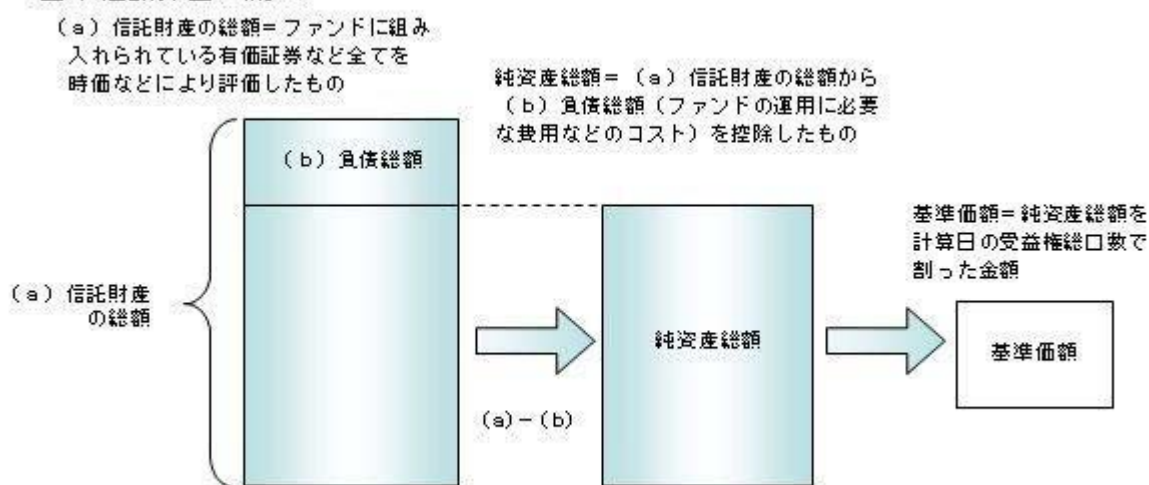 (a)信託財産の総額=ファンドに組み
入れられている有価証券など全てを
時価などにより評価したもの
純資産総額=(a)信託財産の総額から
(b)負債総額(ファンドの運用に必要
な費用などのコスト)を控除したもの
(b)負債総額
基準価額=純資産総額を
計算日の受益権総口数で
割った金額
(a)信託財産
の総額
純資産総額
基準価額
(a)-(b)